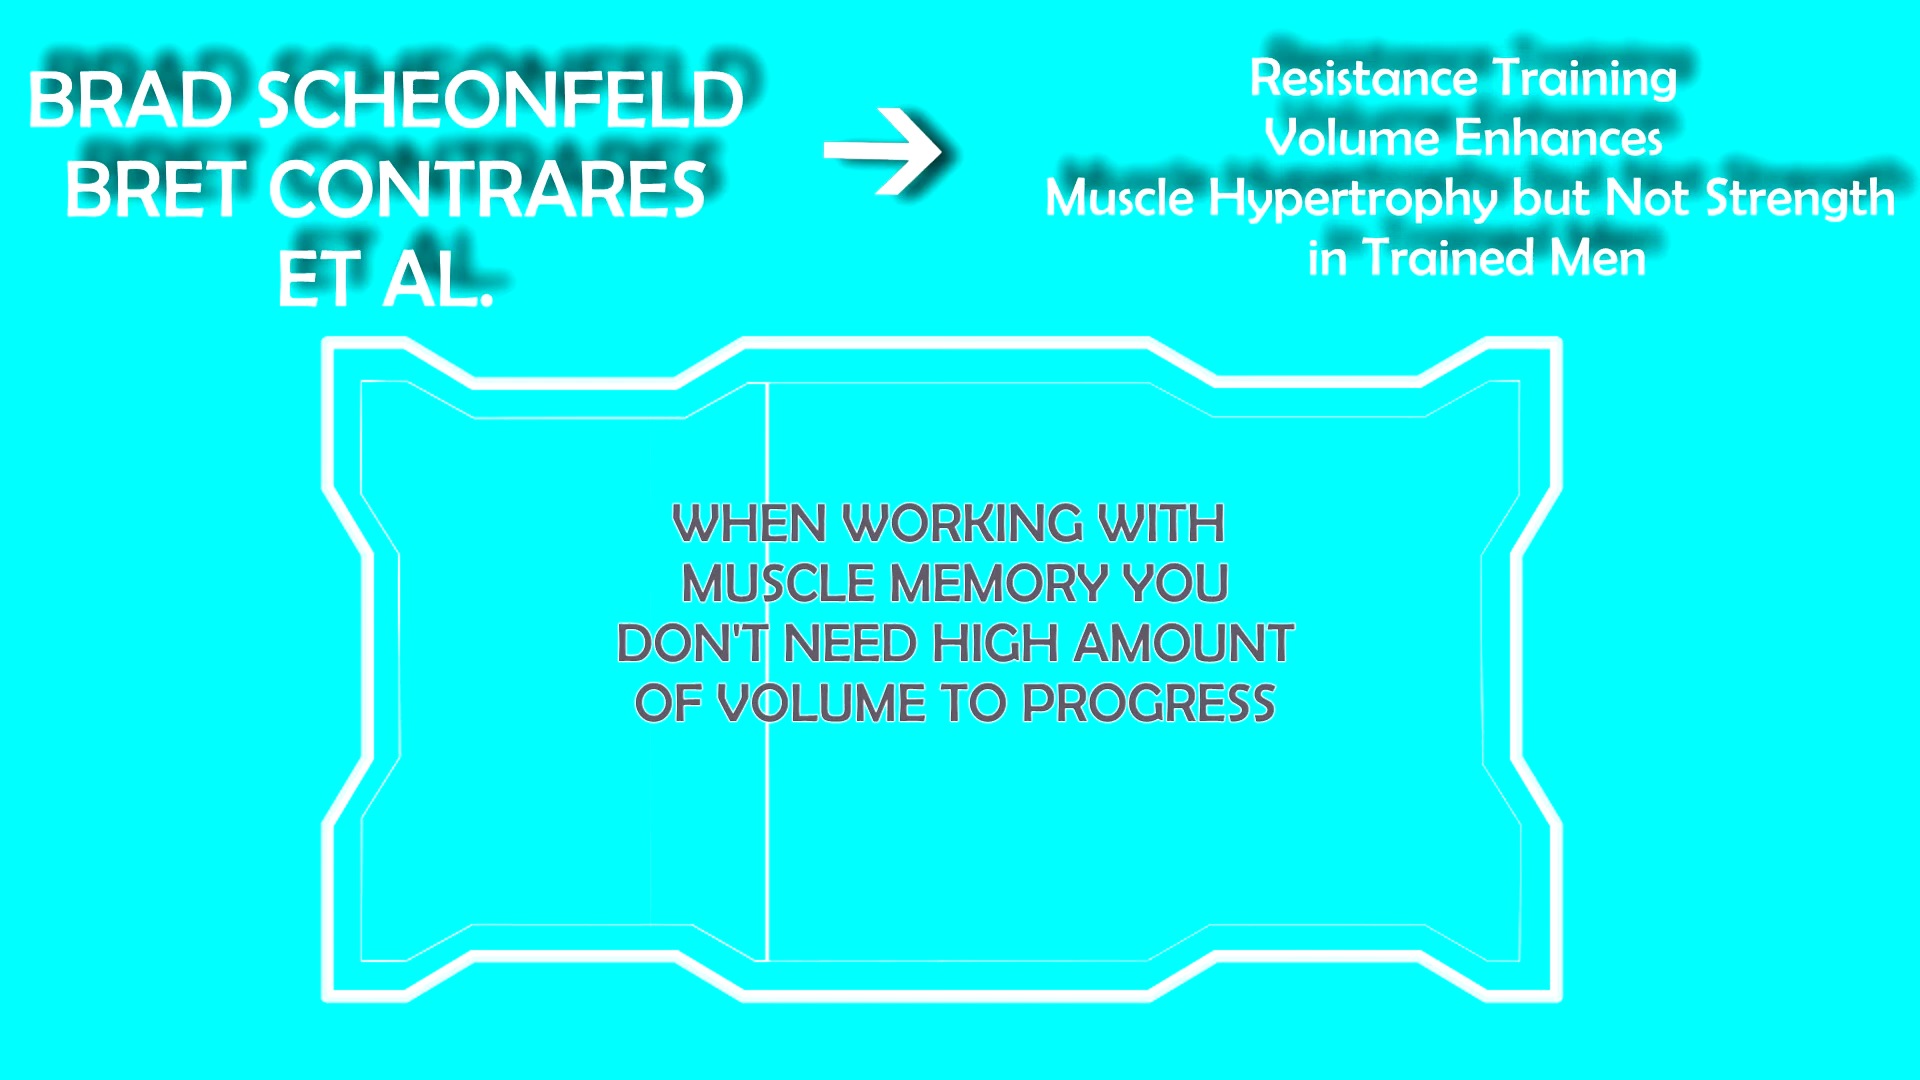 BRAD SCHEONFELD
BRET CONTRARES
ET AL.
Resistance Training
Volume Enhances
Muscle Hypertrophy but Not Strength
in Trained Men
WHEN WORKING WITH
MUSCLE MEMORY YOU
DON'T NEED HIGH AMOUNT
OF VOLUME TO PROGRESS